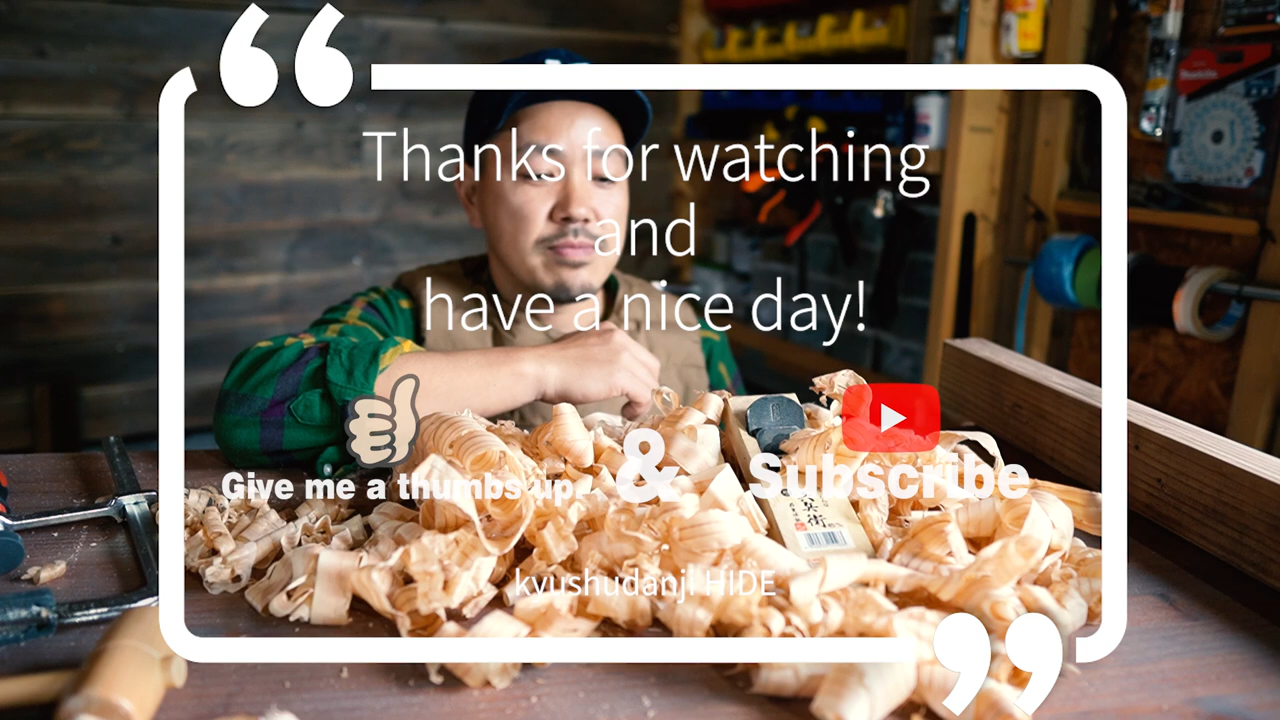 Thanks for watching
and
have a nice day!
Give me a thumbs up.
&
Subscribe
kyushudanji HIDE